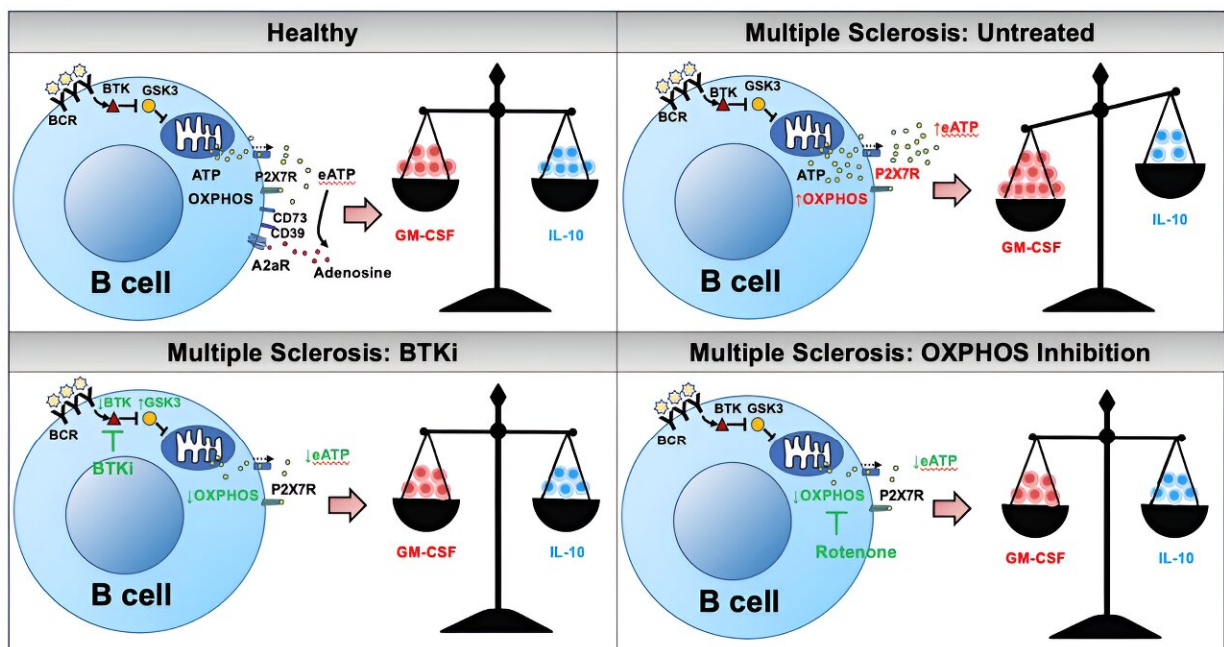 Healthy
BTK
GSK3
BCR
ATP
P2X7R
OXPHOS
eATP
CD73
CD39
A2aR
Adenosine
B cell
GM-CSF
IL-10
Multiple Sclerosis: Untreated
BTK
GSK3
BCR
↑eATP
ATP
P2X7R
↑OXPHOS
B cell
GM-CSF
IL-10
Multiple Sclerosis: BTKi
↓BTK ↑GSK3
BCR
BTKi
↓eATP
↓OXPHOS
P2X7R
B cell
GM-CSF
IL-10
Multiple Sclerosis: OXPHOS Inhibition
BTK
GSK3
BCR
↓eATP
↓OXPHOS
P2X7R
Rotenone
B cell
GM-CSF
IL-10